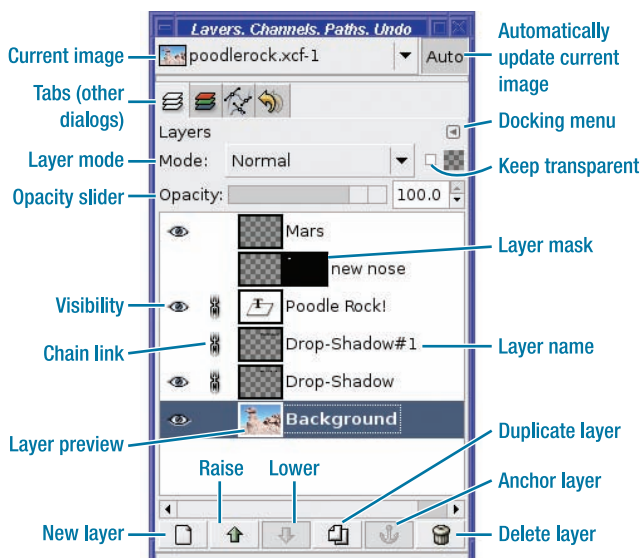 Layers. Channels. Paths. Undo
Current image
poodlerock.xcf-1
Auto
Automatically
update current
image
Tabs (other
dialogs)
Layers
Docking menu
Layer mode
Mode:
Normal
Keep transparent
Opacity slider
Opacity:
100.0
Mars
Layer mask
new nose
Visibility
Poodle Rock!
Chain link
Drop-Shadow#1
Layer name
Drop-Shadow
Background
Layer preview
Duplicate layer
Raise
Lower
Anchor layer
New layer
Delete layer